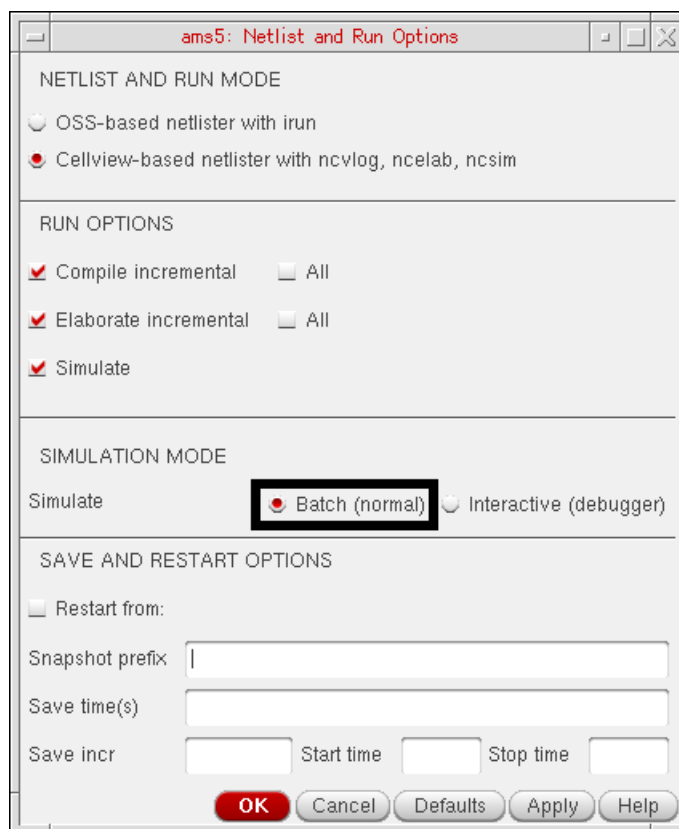 ams5: Netlist and Run Options
NETLIST AND RUN MODE
OSS-based netlister with irun
Cellview-based netlister with ncvlog, ncelab, ncsim
RUN OPTIONS
Compile incremental All
Elaborate incremental All
Simulate
SIMULATION MODE
Simulate Batch (normal) Interactive (debugger)
SAVE AND RESTART OPTIONS
Restart from:
Snapshot prefix
Save time(s)
Save incr Start time Stop time
OK Cancel Defaults Apply Help